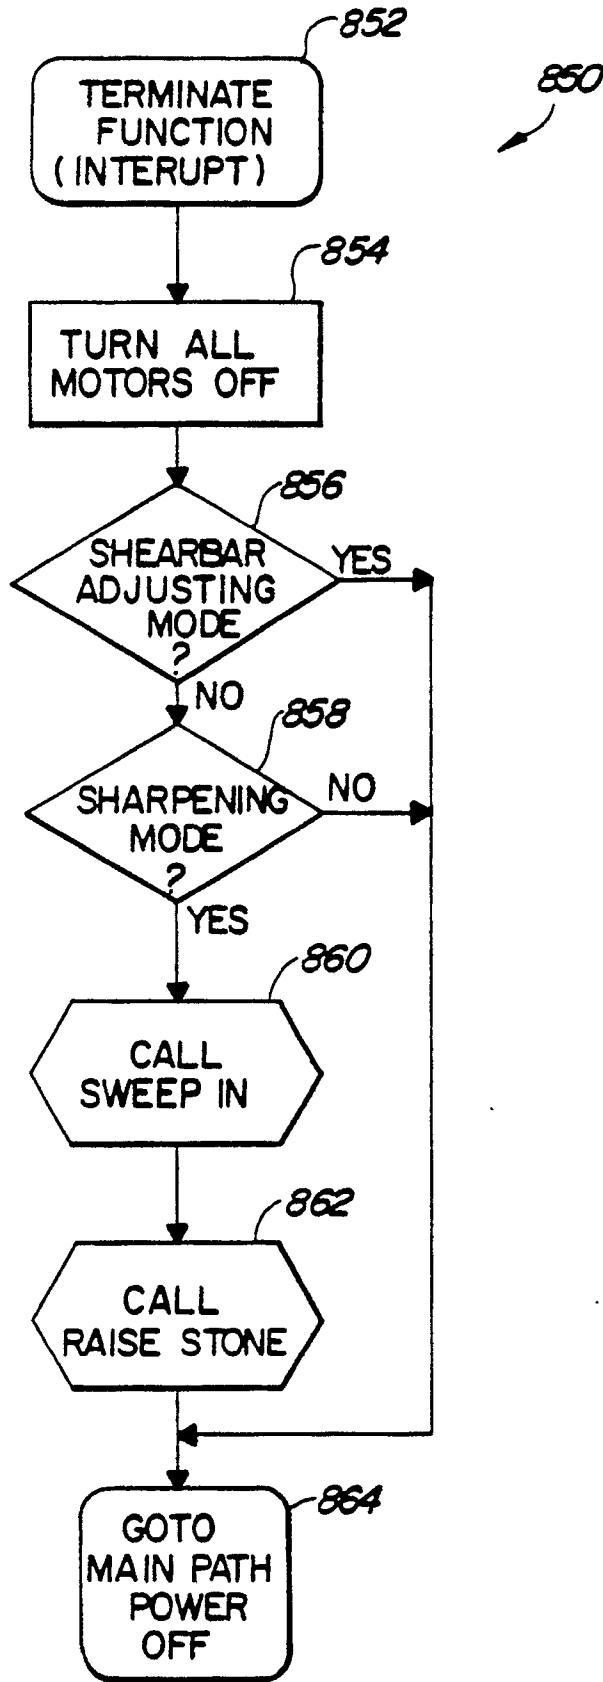 852
850
TERMINATE
FUNCTION
(INTERUPT)
854
TURN ALL
MOTORS OFF
856
SHEARBAR
ADJUSTING
MODE
?
YES
NO
858
SHARPENING
MODE
?
NO
YES
860
CALL
SWEEP IN
862
CALL
RAISE STONE
864
GOTO
MAIN PATH
POWER
OFF